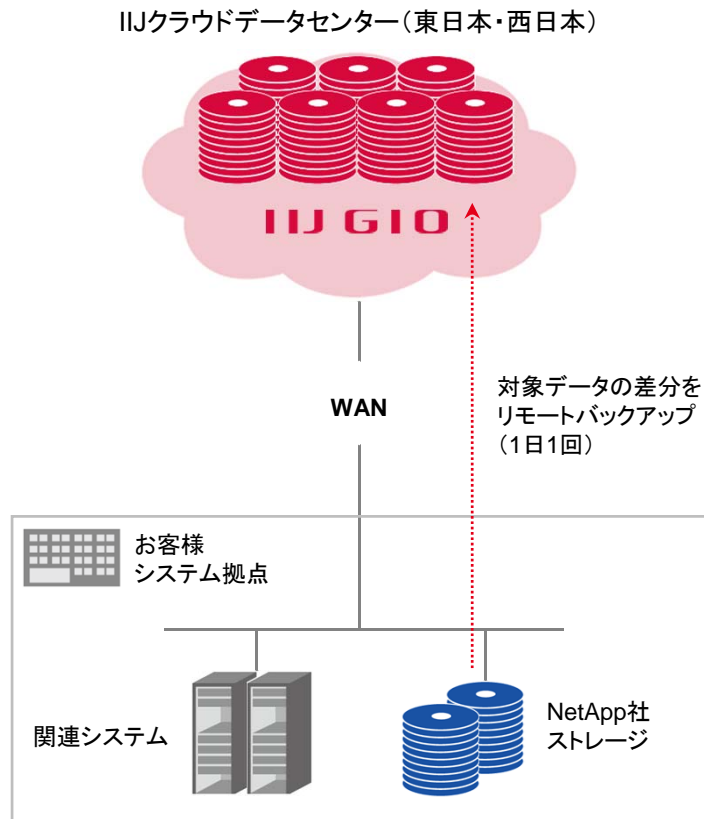 IIJクラウドデータセンター(東日本・西日本)
IIJ GIO
WAN
対象データの差分を
リモートバックアップ
(1日1回)
お客様
システム拠点
関連システム
NetApp社
ストレージ